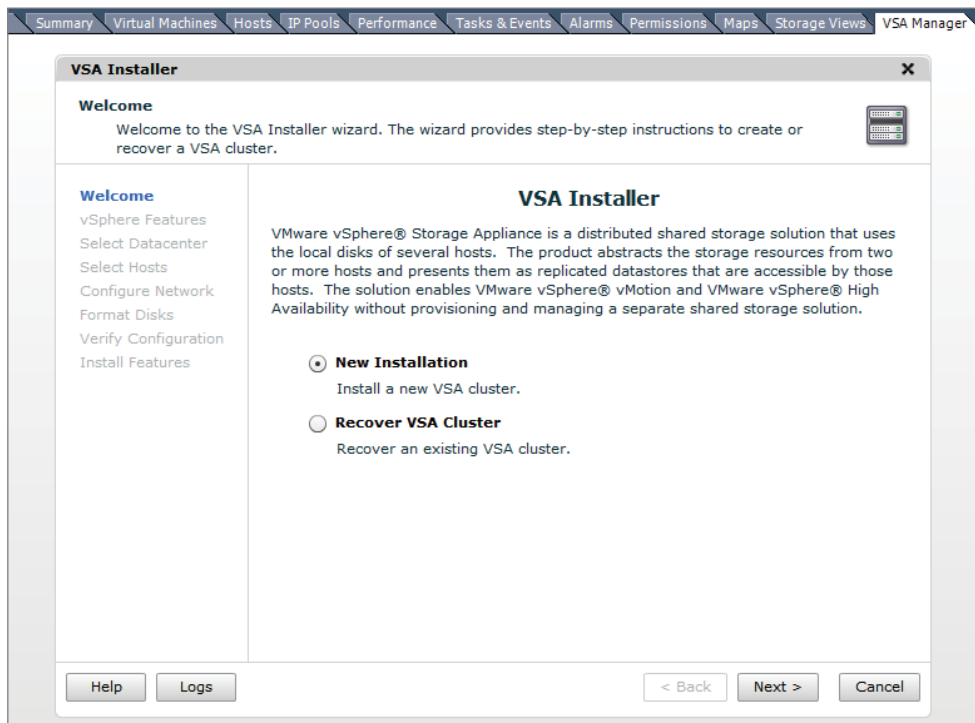 Summary Virtual Machines Hosts IP Pools Performance Tasks & Events Alarms Permissions Maps Storage Views VSA Manager
VSA Installer
Welcome
Welcome to the VSA Installer wizard. The wizard provides step-by-step instructions to create or
recover a VSA cluster.
Welcome
vSphere Features
Select Datacenter
Select Hosts
Configure Network
Format Disks
Verify Configuration
Install Features
VSA Installer
VMware vSphere® Storage Appliance is a distributed shared storage solution that uses
the local disks of several hosts. The product abstracts the storage resources from two
or more hosts and presents them as replicated datastores that are accessible by those
hosts. The solution enables VMware vSphere® vMotion and VMware vSphere® High
Availability without provisioning and managing a separate shared storage solution.
New Installation
Install a new VSA cluster.
Recover VSA Cluster
Recover an existing VSA cluster.
Help Logs < Back Next > Cancel